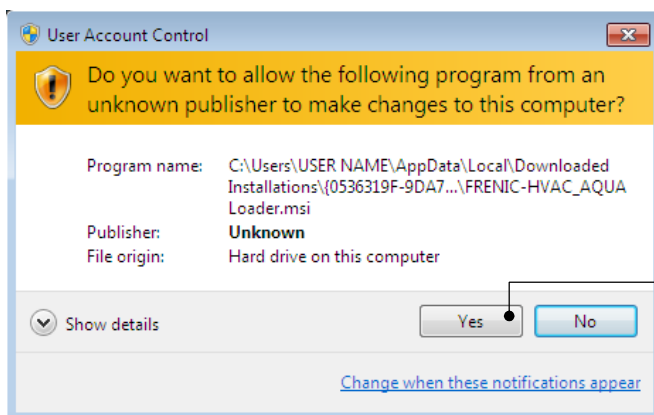 User Account Control
Do you want to allow the following program from an
unknown publisher to make changes to this computer?
Program name: C:\Users\USER NAME\AppData\Local\Downloaded
Installations\{0536319F-9DA7...\FRENIC-HVAC_AQUA
Loader.msi
Publisher: Unknown
File origin: Hard drive on this computer
Show details
Yes
No
Change when these notifications appear